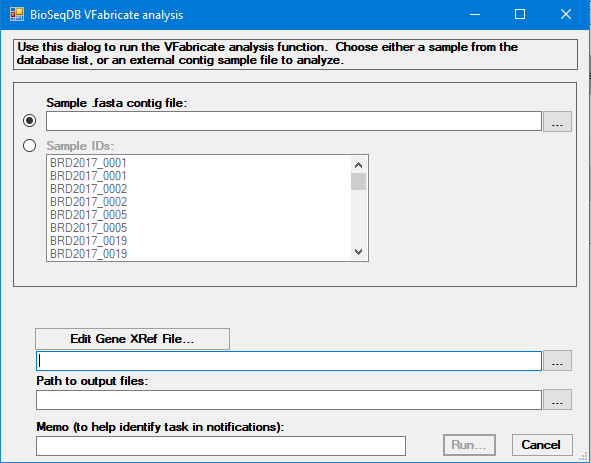 BioSeqDB VFabricate analysis
Use this dialog to run the VFabricate analysis function. Choose either a sample from the
database list, or an external contig sample file to analyze.
Sample .fasta contig file:
...
Sample IDs:
BRD2017_0001
BRD2017_0001
BRD2017_0002
BRD2017_0002
BRD2017_0005
BRD2017_0005
BRD2017_0019
BRD2017_0019
Edit Gene XRef File...
...
Path to output files:
...
Memo (to help identify task in notifications):
Run...
Cancel